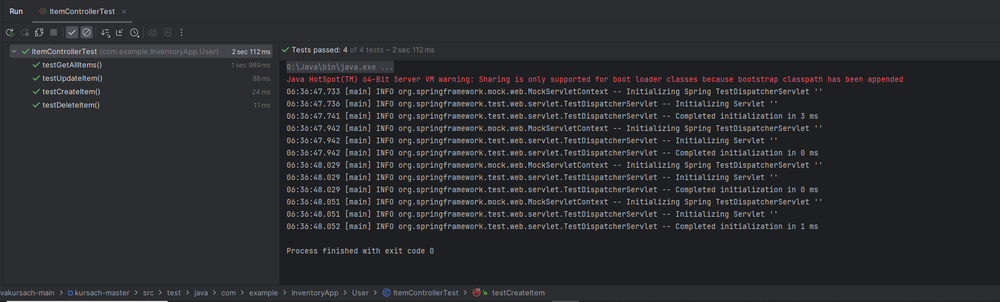 Run ItemControllerTest
ItemControllerTest (com.example.InventoryApp.User) 2 sec 112 ms
testGetAllItems() 1 sec 989 ms
testUpdateItem() 88 ms
testCreateItem() 24 ms
testDeleteItem() 11 ms
Tests passed: 4 of 4 tests – 2 sec 112 ms
G:\Java\bin\java.exe ...
Java HotSpot(TM) 64-Bit Server VM warning: Sharing is only supported for boot loader classes because bootstrap classpath has been appended
06:36:47.733 [main] INFO org.springframework.mock.web.MockServletContext -- Initializing Spring TestDispatcherServlet ''
06:36:47.736 [main] INFO org.springframework.test.web.servlet.TestDispatcherServlet -- Initializing Servlet ''
06:36:47.741 [main] INFO org.springframework.test.web.servlet.TestDispatcherServlet -- Completed initialization in 3 ms
06:36:47.942 [main] INFO org.springframework.mock.web.MockServletContext -- Initializing Spring TestDispatcherServlet ''
06:36:47.942 [main] INFO org.springframework.test.web.servlet.TestDispatcherServlet -- Initializing Servlet ''
06:36:47.942 [main] INFO org.springframework.test.web.servlet.TestDispatcherServlet -- Completed initialization in 0 ms
06:36:48.029 [main] INFO org.springframework.mock.web.MockServletContext -- Initializing Spring TestDispatcherServlet ''
06:36:48.029 [main] INFO org.springframework.test.web.servlet.TestDispatcherServlet -- Initializing Servlet ''
06:36:48.029 [main] INFO org.springframework.test.web.servlet.TestDispatcherServlet -- Completed initialization in 0 ms
06:36:48.051 [main] INFO org.springframework.mock.web.MockServletContext -- Initializing Spring TestDispatcherServlet ''
06:36:48.051 [main] INFO org.springframework.test.web.servlet.TestDispatcherServlet -- Initializing Servlet ''
06:36:48.052 [main] INFO org.springframework.test.web.servlet.TestDispatcherServlet -- Completed initialization in 1 ms
Process finished with exit code 0
vakursach-main > kursach-master > src > test > java > com > example > InventoryApp > User > ItemControllerTest > testCreateItem